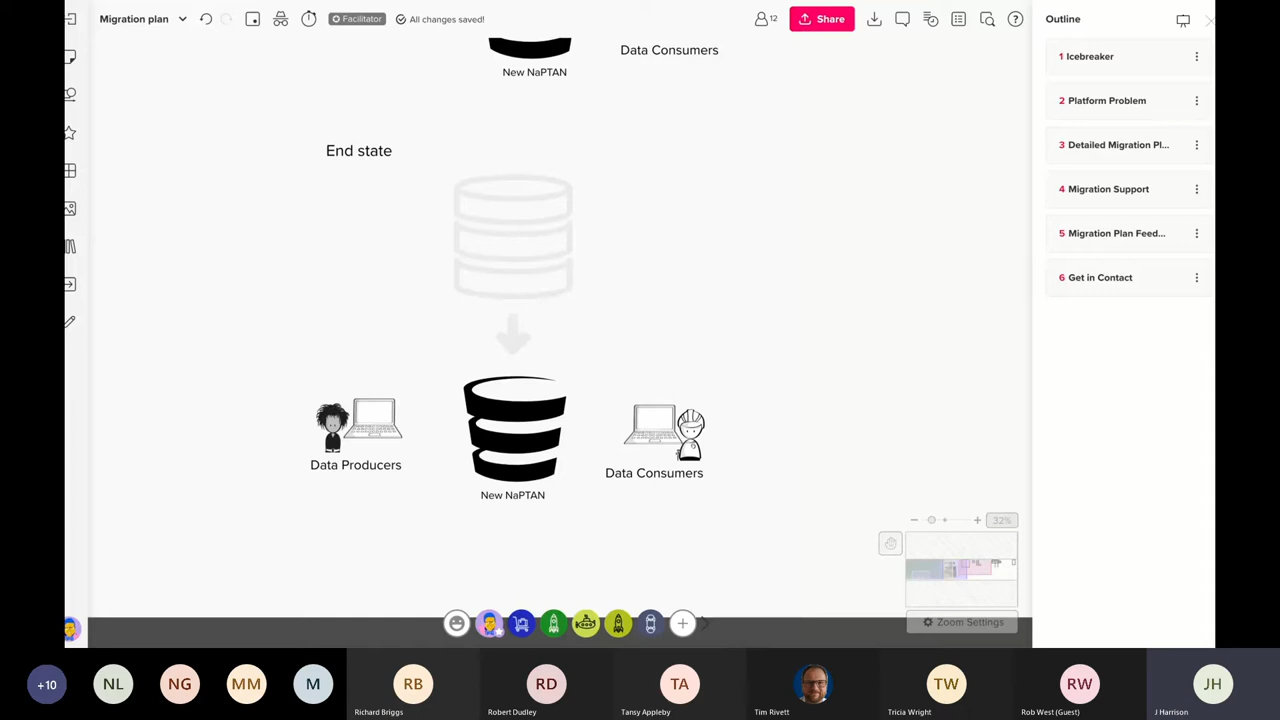 Migration plan
Facilitator
All changes saved!
12
Share
Outline
1 Icebreaker
2 Platform Problem
3 Detailed Migration Pl...
4 Migration Support
5 Migration Plan Feed...
6 Get in Contact
Data Consumers
New NaPTAN
End state
Data Producers
New NaPTAN
Data Consumers
32%
Zoom Settings
+10
NL
NG
MM
M
RB
Richard Briggs
RD
Robert Dudley
TA
Tansy Appleby
Tim Rivett
TW
Tricia Wright
RW
Rob West (Guest)
JH
J Harrison